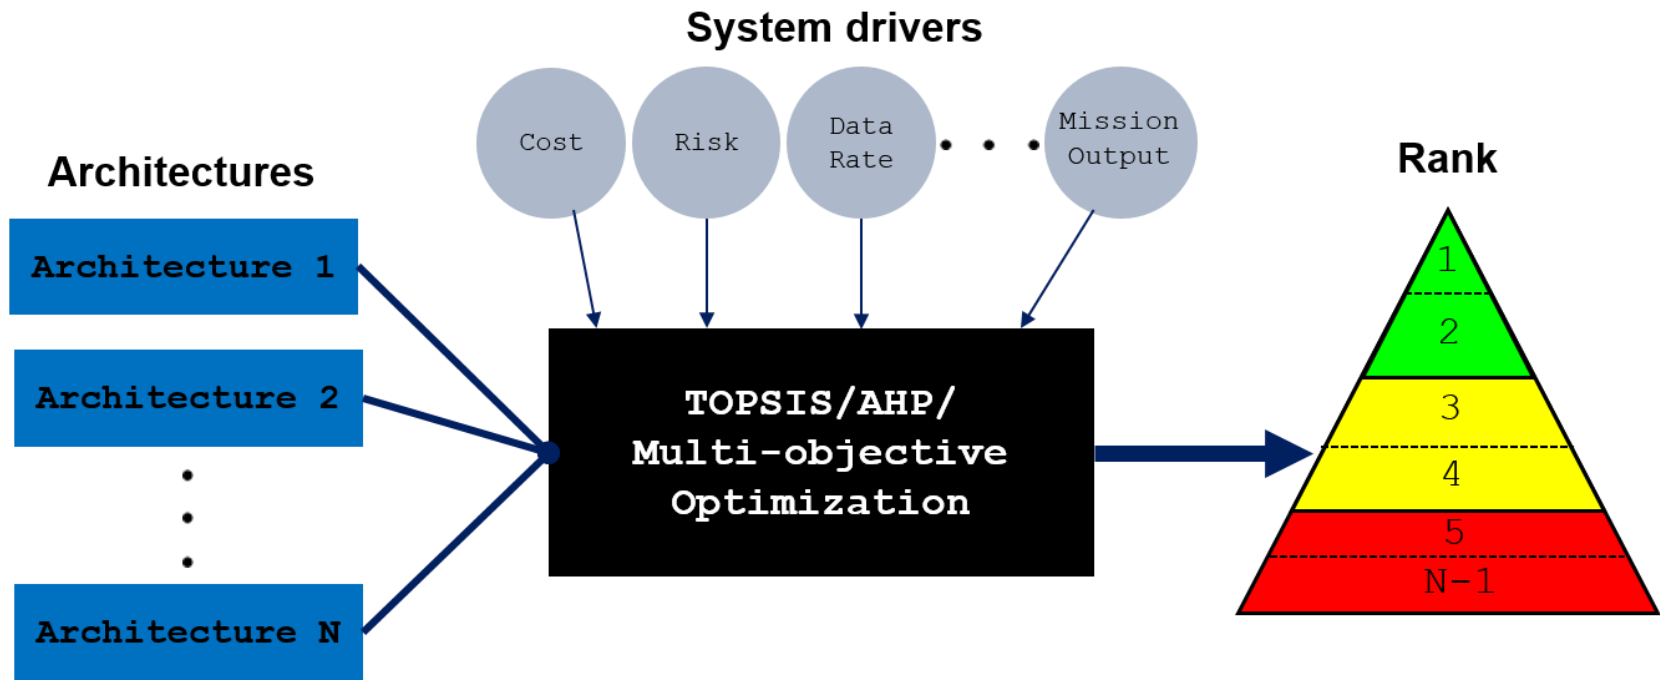 System drivers
Cost
Risk
Data
Rate
Mission
Output
Architectures
Architecture 1
Architecture 2
Architecture N
TOPSIS/AHP/
Multi-objective
Optimization
Rank
1
2
3
4
5
N-1